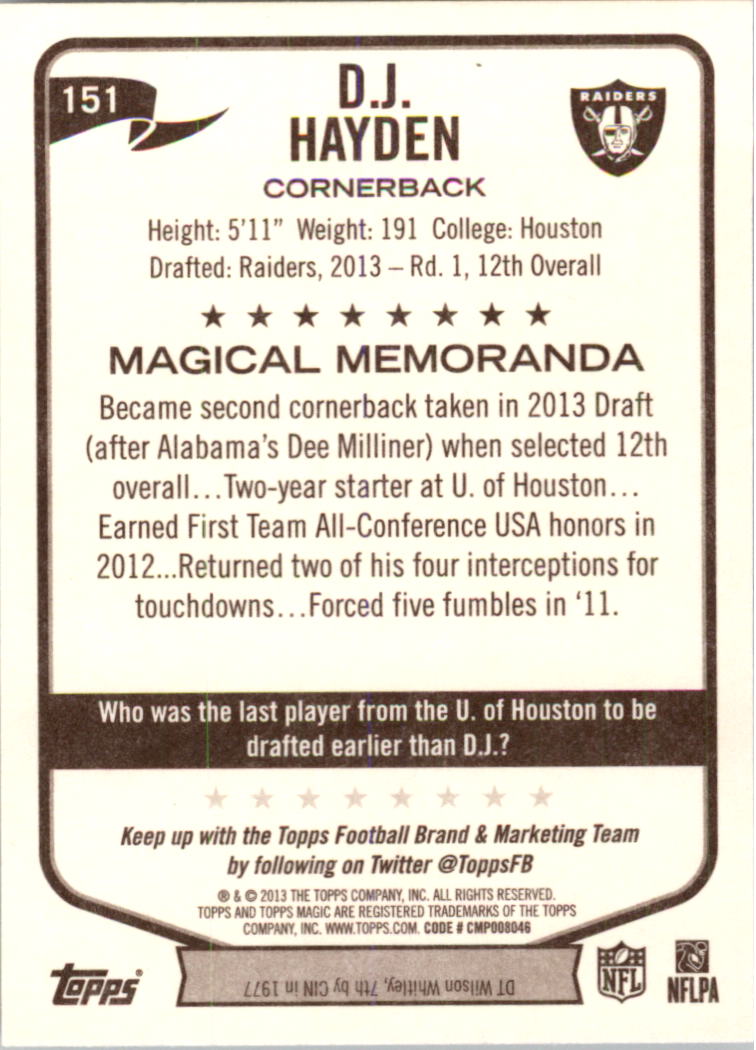 151
D.J.
HAYDEN
RAIDERS
CORNERBACK
Height: 5'11" Weight: 191 College: Houston
Drafted: Raiders, 2013 – Rd. 1, 12th Overall
MAGICAL MEMORANDA
Became second cornerback taken in 2013 Draft
(after Alabama's Dee Milliner) when selected 12th
overall...Two-year starter at U. of Houston...
Earned First Team All-Conference USA honors in
2012...Returned two of his four interceptions for
touchdowns...Forced five fumbles in '11.
Who was the last player from the U. of Houston to be
drafted earlier than D.J.?
Keep up with the Topps Football Brand & Marketing Team
by following on Twitter @ToppsFB
® & © 2013 THE TOPPS COMPANY, INC. ALL RIGHTS RESERVED.
TOPPS AND TOPPS MAGIC ARE REGISTERED TRADEMARKS OF THE TOPPS
COMPANY, INC. WWW.TOPPS.COM. CODE # CMP008046
Topps®
DT Wilson Whitley, 7th by CIN in 1977
NFL
NFLPA